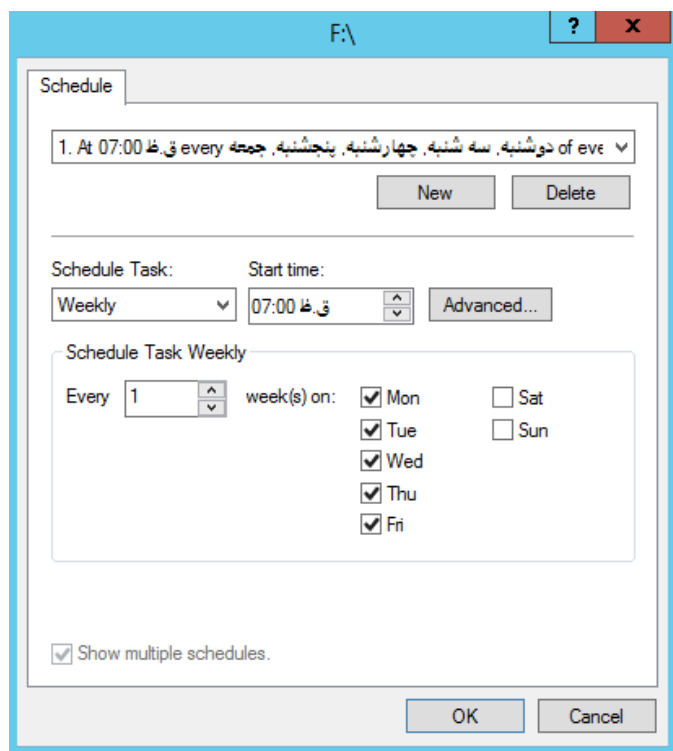 F:\
Schedule
1. At 07:00 ق.ظ every دوشنبه, سه شنبه, چهارشنبه, پنجشنبه, جمعه of eve
New Delete
Schedule Task: Start time:
Weekly 07:00 ق.ظ Advanced...
Schedule Task Weekly
Every 1 week(s) on: Mon Sat
Tue Sun
Wed
Thu
Fri
Show multiple schedules.
OK Cancel